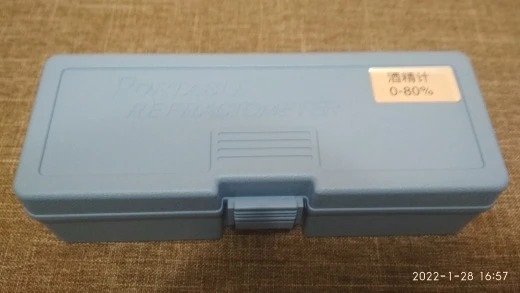 PORTABLE
REFRACTOMETER
酒精计
0-80%
2022-1-28 16:57